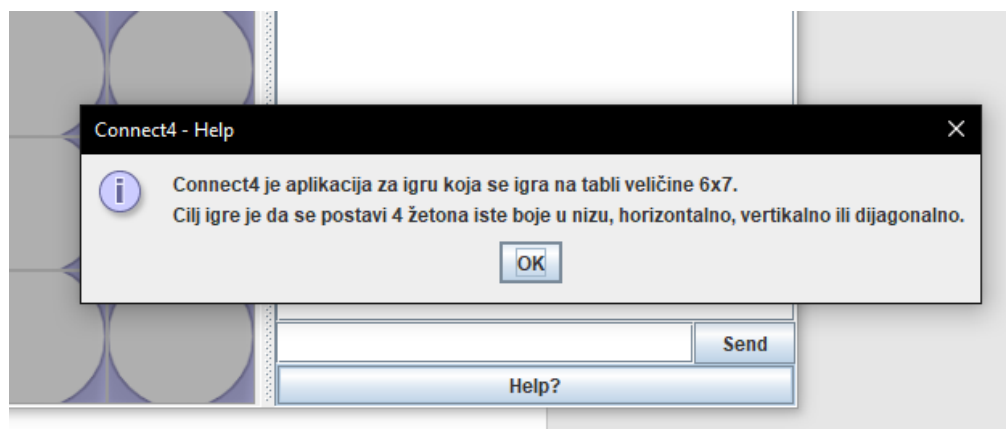 Connect4 - Help
Connect4 je aplikacija za igru koja se igra na tabli veličine 6x7.
Cilj igre je da se postavi 4 žetona iste boje u nizu, horizontalno, vertikalno ili dijagonalno.
OK
Send
Help?